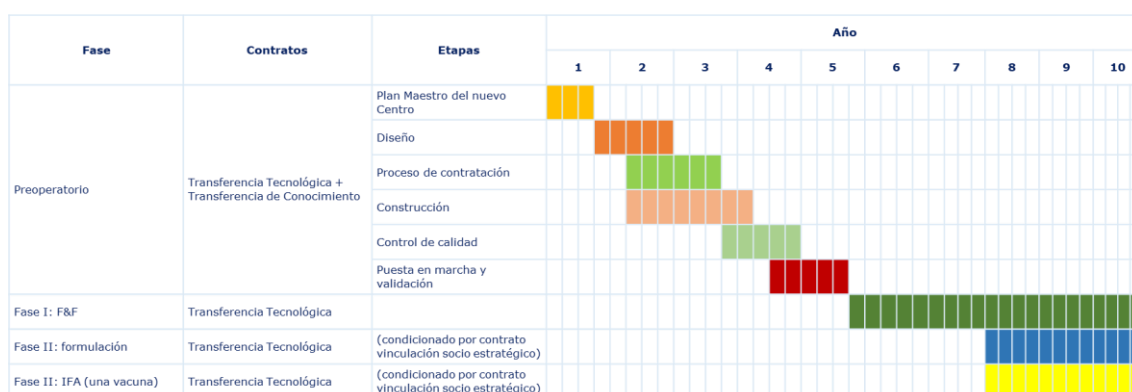 Fase Contratos Etapas Año
1 2 3 4 5 6 7 8 9 10
Preoperatorio
Transferencia Tecnológica +
Transferencia de Conocimiento
Plan Maestro del nuevo
Centro
Diseño
Proceso de contratación
Construcción
Control de calidad
Puesta en marcha y
validación
Fase I: F&F Transferencia Tecnológica
Fase II: formulación Transferencia Tecnológica
(condicionado por contrato
vinculación socio estratégico)
Fase II: IFA (una vacuna) Transferencia Tecnológica
(condicionado por contrato
vinculación socio estratégico)